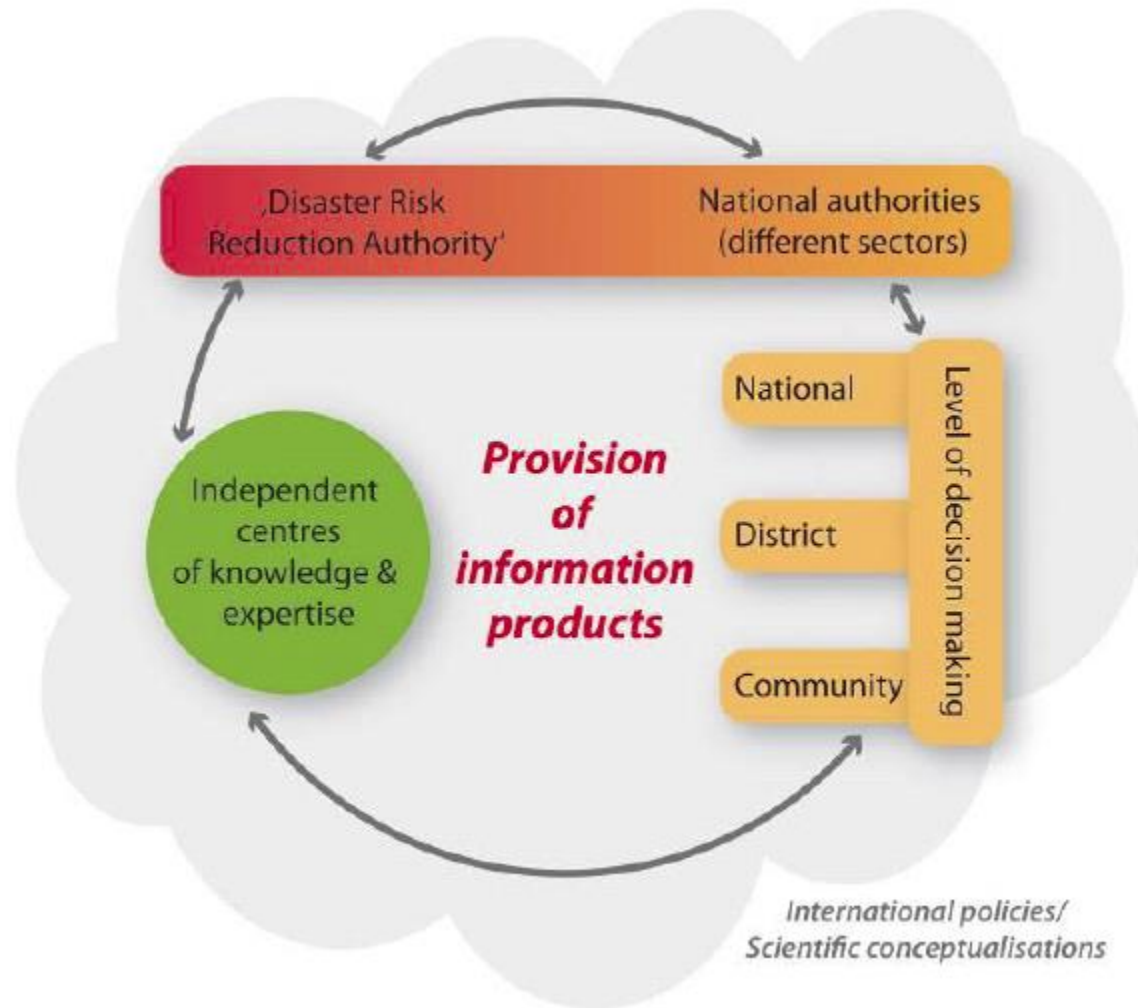 ‚Disaster Risk
Reduction Authority‘
National authorities
(different sectors)
National
District
Community
Level of decision making
Independent
centres
of knowledge &
expertise
Provision
of
information
products
International policies/
Scientific conceptualisations